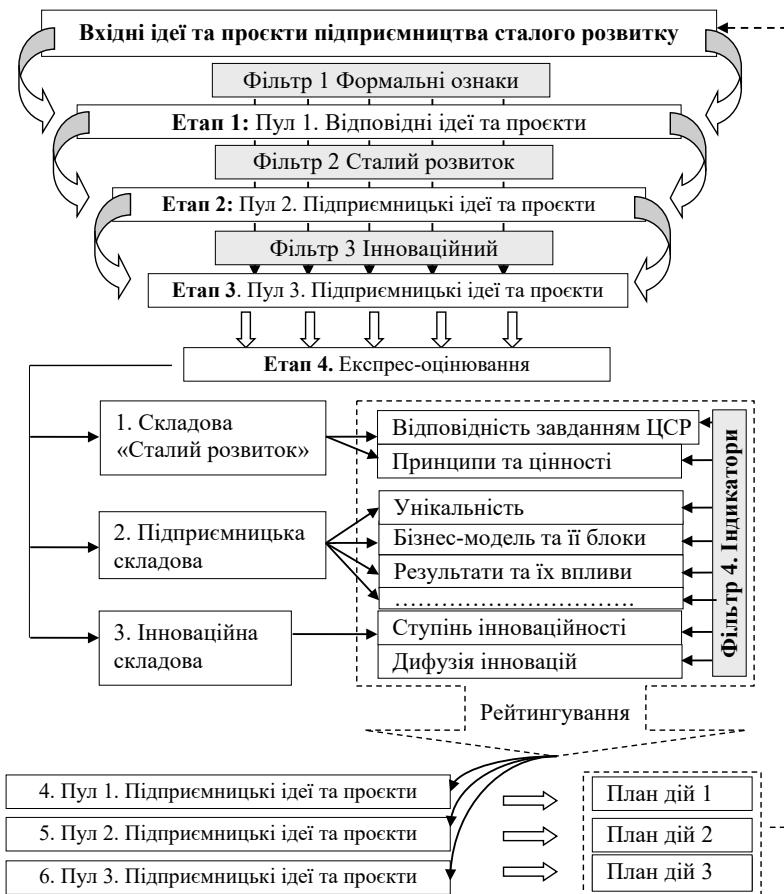 Вхідні ідеї та проєкти підприємництва сталого розвитку
Фільтр 1 Формальні ознаки
Етап 1: Пул 1. Відповідні ідеї та проєкти
Фільтр 2 Сталий розвиток
Етап 2: Пул 2. Підприємницькі ідеї та проєкти
Фільтр 3 Інноваційний
Етап 3. Пул 3. Підприємницькі ідеї та проєкти
Етап 4. Експрес-оцінювання
1. Складова
«Сталий розвиток»
Відповідність завданням ЦСР
Принципи та цінності
2. Підприємницька
складова
Унікальність
Бізнес-модель та її блоки
Результати та їх впливи
…………………………….
3. Інноваційна
складова
Ступінь інноваційності
Дифузія інновацій
Фільтр 4. Індикатори
Рейтингування
4. Пул 1. Підприємницькі ідеї та проєкти
План дій 1
5. Пул 2. Підприємницькі ідеї та проєкти
План дій 2
6. Пул 3. Підприємницькі ідеї та проєкти
План дій 3